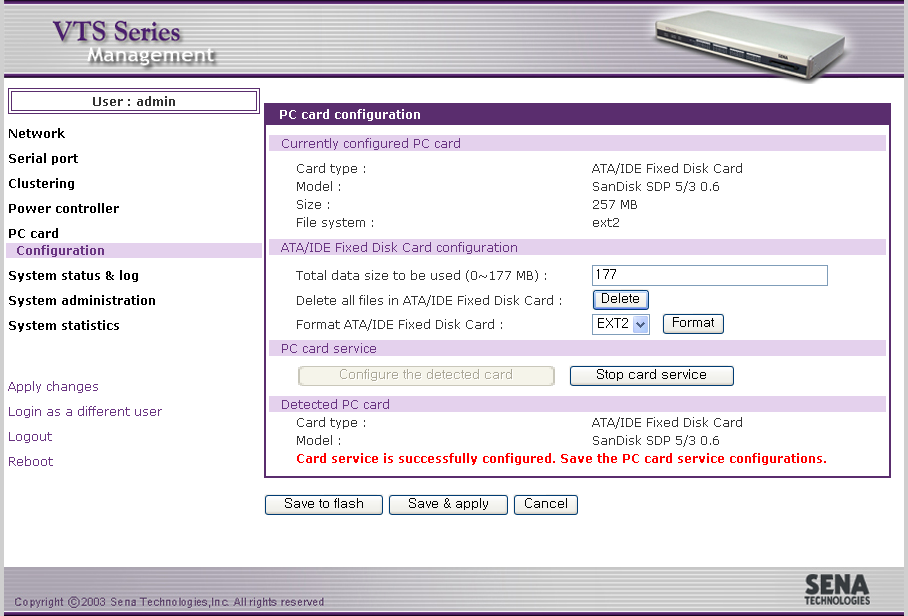 VTS Series
Management
SENA
User : admin
Network
Serial port
Clustering
Power controller
PC card
Configuration
System status & log
System administration
System statistics
Apply changes
Login as a different user
Logout
Reboot
PC card configuration
Currently configured PC card
Card type : ATA/IDE Fixed Disk Card
Model : SanDisk SDP 5/3 0.6
Size : 257 MB
File system : ext2
ATA/IDE Fixed Disk Card configuration
Total data size to be used (0~177 MB) : 177
Delete all files in ATA/IDE Fixed Disk Card : Delete
Format ATA/IDE Fixed Disk Card : EXT2 Format
PC card service
Configure the detected card Stop card service
Detected PC card
Card type : ATA/IDE Fixed Disk Card
Model : SanDisk SDP 5/3 0.6
Card service is successfully configured. Save the PC card service configurations.
Save to flash Save & apply Cancel
Copyright ©2003 Sena Technologies,Inc. All rights reserved
SENA
TECHNOLOGIES